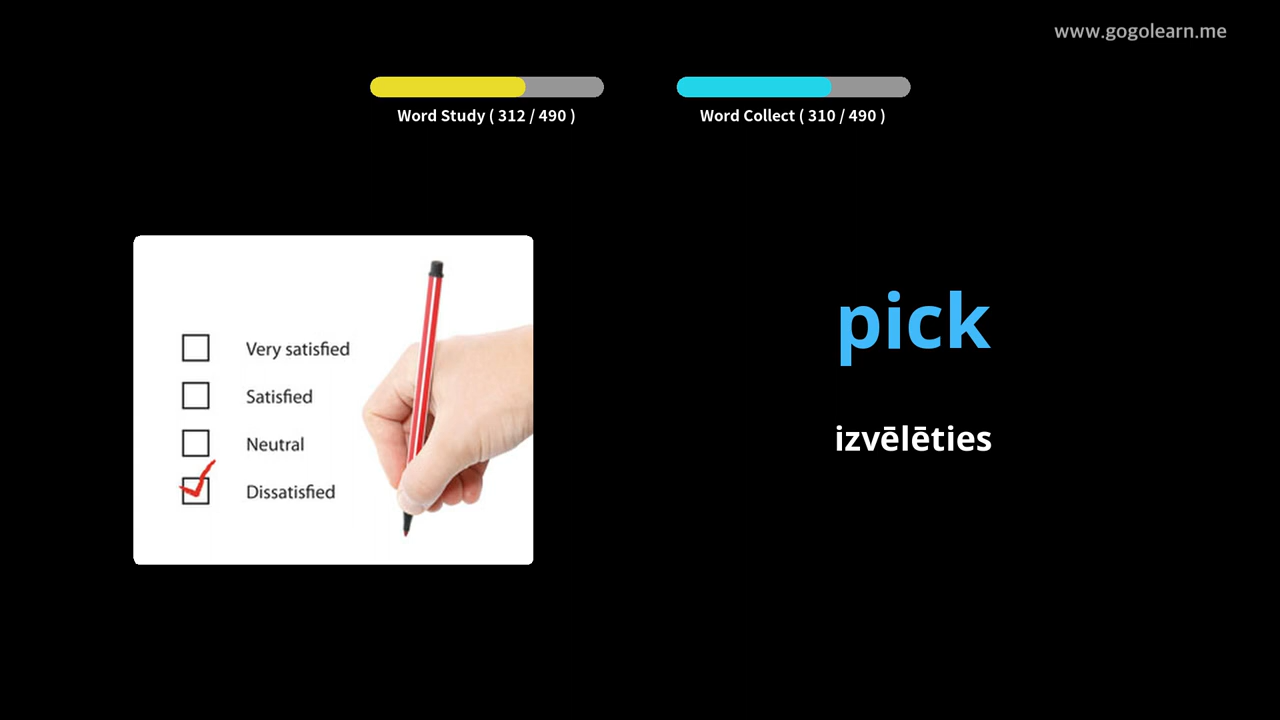 www.gogolearn.me
Word Study ( 312 / 490 )
Word Collect ( 310 / 490 )
Very satisfied
Satisfied
Neutral
Dissatisfied
pick
izvēlēties